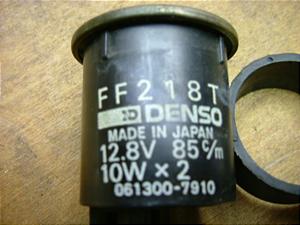 FF218T
DENSO
MADE IN JAPAN
12.8V 85c/m
10W × 2
061300-7910